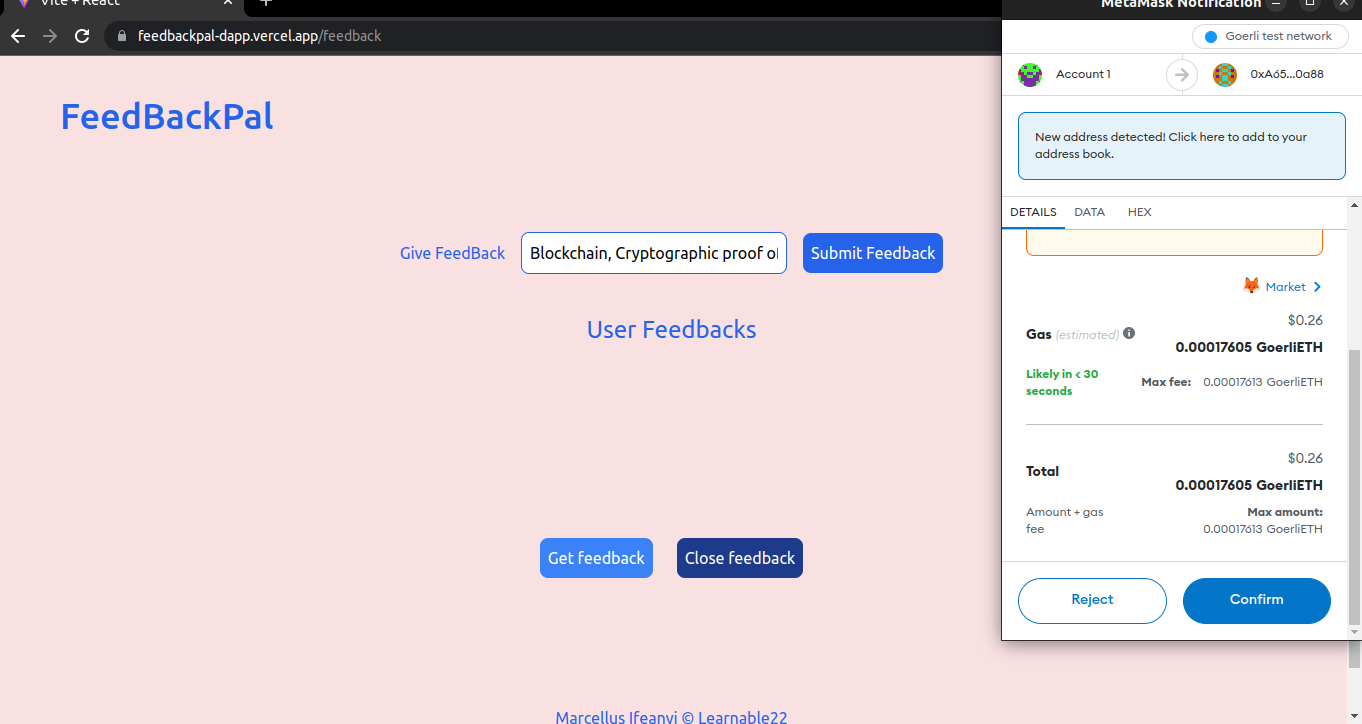 Vite + React
feedbackpal-dapp.vercel.app/feedback
FeedBackPal
Give FeedBack
Blockchain, Cryptographic proof of
Submit Feedback
User Feedbacks
Get feedback
Close feedback
Marcellus Ifeanyi © Learnable22
MetaMask Notification
Goerli test network
Account 1
0xA65...0a88
New address detected! Click here to add to your
address book.
DETAILS DATA HEX
Market
$0.26
Gas (estimated)
0.00017605 GoerliETH
Likely in < 30
seconds
Max fee: 0.00017613 GoerliETH
$0.26
Total
0.00017605 GoerliETH
Amount + gas
fee
Max amount:
0.00017613 GoerliETH
Reject
Confirm